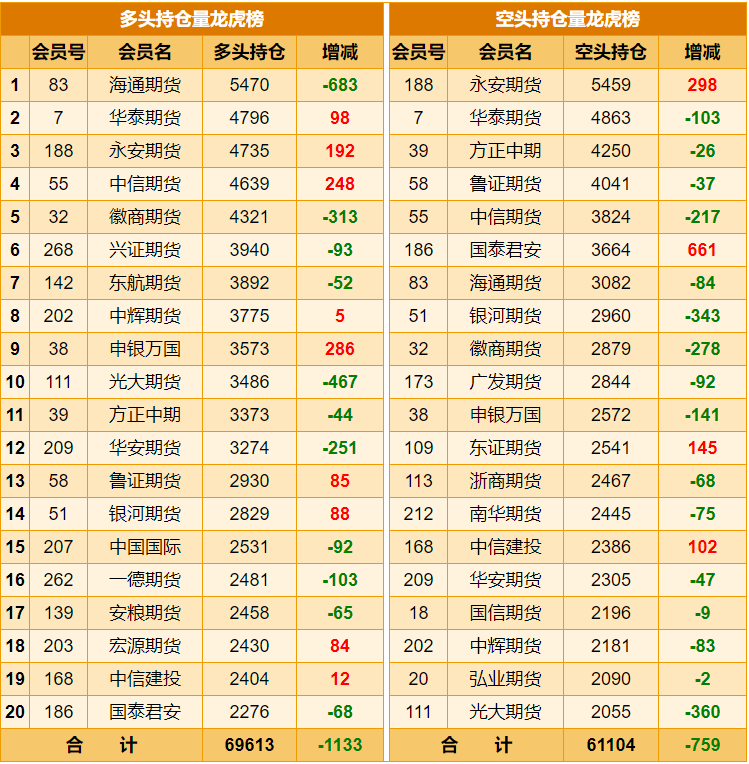 多头持仓量龙虎榜 空头持仓量龙虎榜
会员号 会员名 多头持仓 增减 会员号 会员名 空头持仓 增减
1 83 海通期货 5470 -683 188 永安期货 5459 298
2 7 华泰期货 4796 98 7 华泰期货 4863 -103
3 188 永安期货 4735 192 39 方正中期 4250 -26
4 55 中信期货 4639 248 58 鲁证期货 4041 -37
5 32 徽商期货 4321 -313 55 中信期货 3824 -217
6 268 兴证期货 3940 -93 186 国泰君安 3664 661
7 142 东航期货 3892 -52 83 海通期货 3082 -84
8 202 中辉期货 3775 5 51 银河期货 2960 -343
9 38 申银万国 3573 286 32 徽商期货 2879 -278
10 111 光大期货 3486 -467 173 广发期货 2844 -92
11 39 方正中期 3373 -44 38 申银万国 2572 -141
12 209 华安期货 3274 -251 109 东证期货 2541 145
13 58 鲁证期货 2930 85 113 浙商期货 2467 -68
14 51 银河期货 2829 88 212 南华期货 2445 -75
15 207 中国国际 2531 -92 168 中信建投 2386 102
16 262 一德期货 2481 -103 209 华安期货 2305 -47
17 139 安粮期货 2458 -65 18 国信期货 2196 -9
18 203 宏源期货 2430 84 202 中辉期货 2181 -83
19 168 中信建投 2404 12 20 弘业期货 2090 -2
20 186 国泰君安 2276 -68 111 光大期货 2055 -360
合 计 69613 -1133 合 计 61104 -759